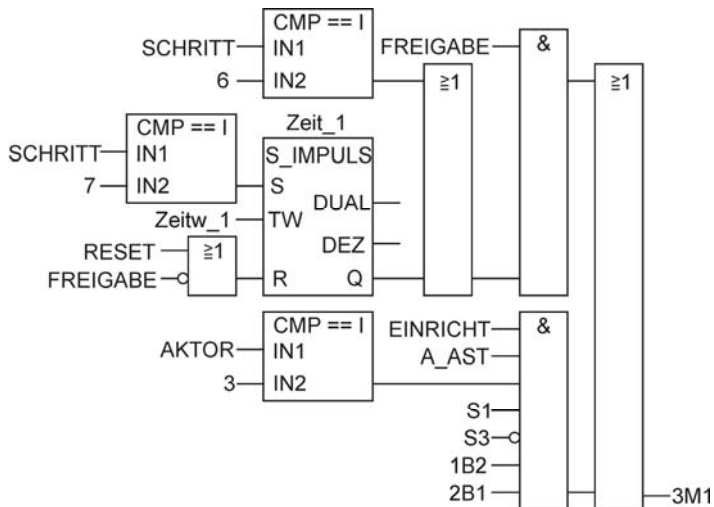 CMP == I
SCHRITT IN1 FREIGABE &
6 IN2 ≧1 ≧1
CMP == I Zeit_1
SCHRITT IN1 S_IMPULS
7 IN2 S
DUAL
Zeitw_1 TW
RESET ≧1 DEZ
FREIGABE R Q
CMP == I EINRICHT &
AKTOR IN1 A_AST
3 IN2
S1
S3
1B2
2B1 3M1